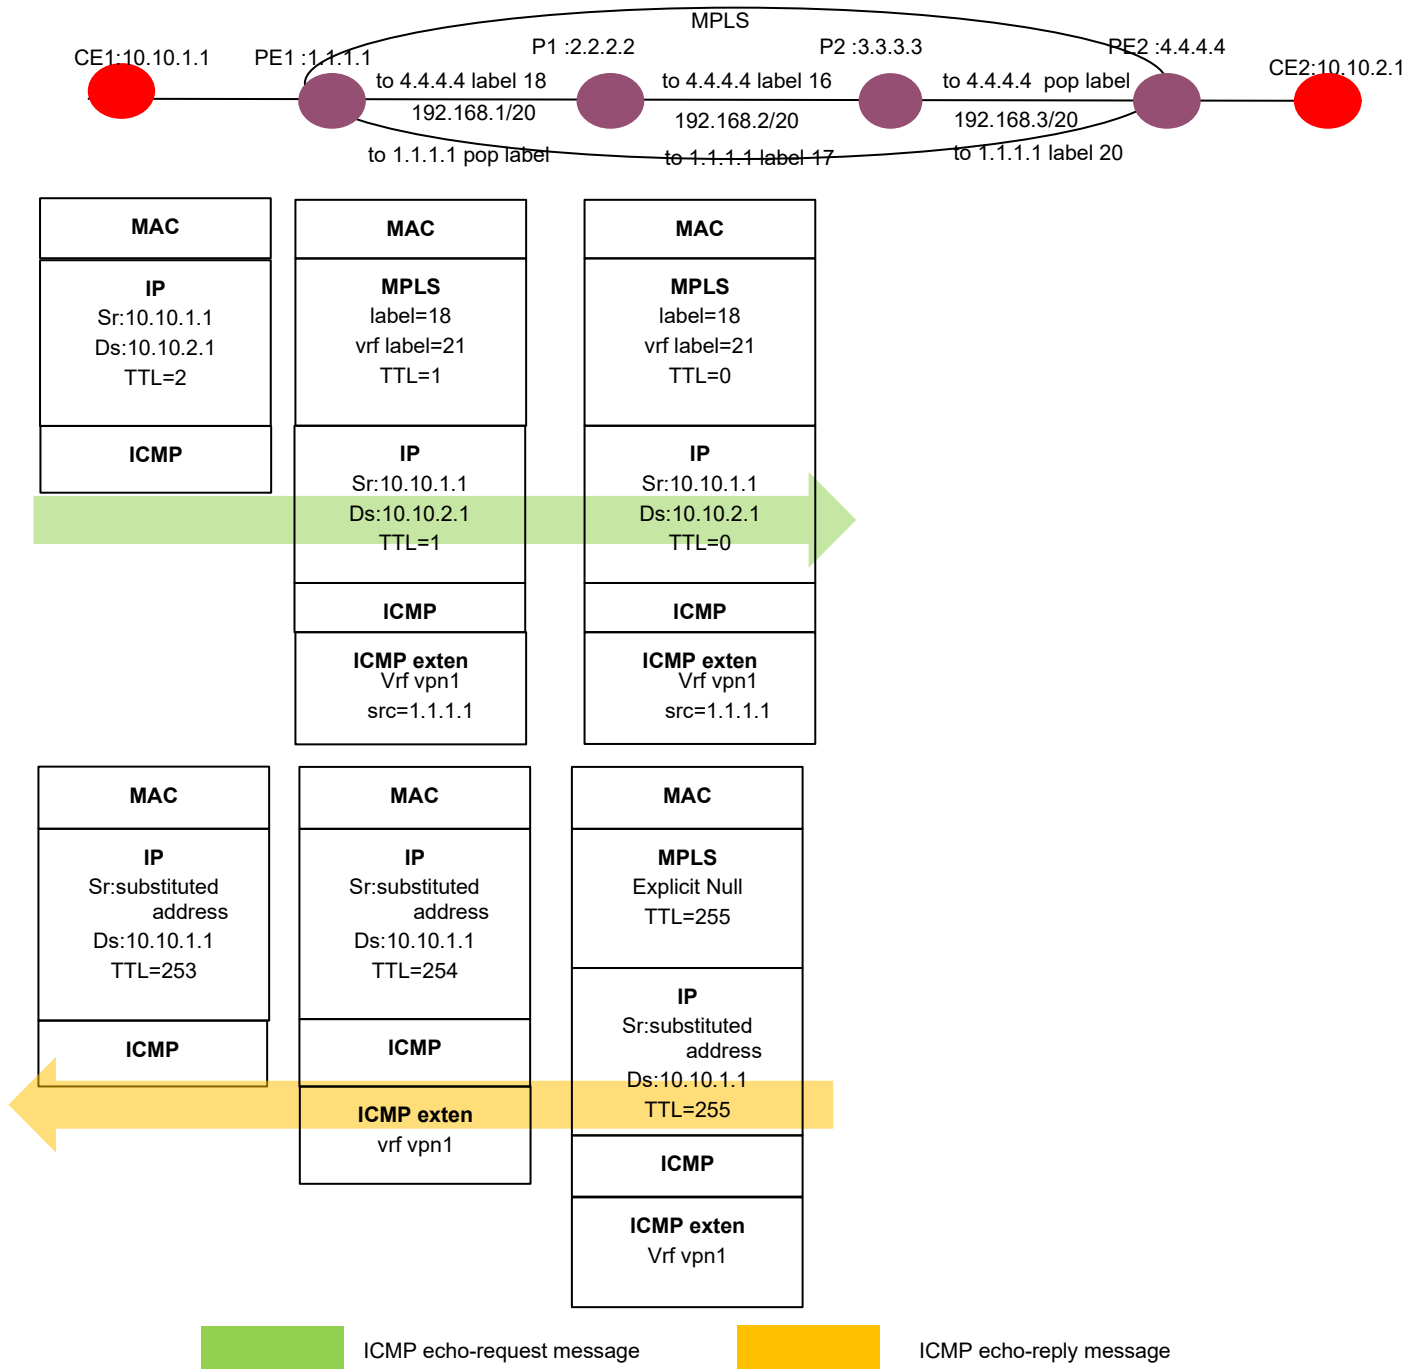 MPLS
CE1:10.10.1.1
PE1 :1.1.1.1
P1 :2.2.2.2
P2 :3.3.3.3
PE2 :4.4.4.4
CE2:10.10.2.1
to 4.4.4.4 label 18
to 4.4.4.4 label 16
to 4.4.4.4  pop label
192.168.1/20
192.168.2/20
192.168.3/20
to 1.1.1.1 pop label
to 1.1.1.1 label 17
to 1.1.1.1 label 20
MAC
IP
Sr:10.10.1.1
Ds:10.10.2.1
TTL=2
ICMP
MAC
MPLS
label=18
vrf label=21
TTL=1
IP
Sr:10.10.1.1
Ds:10.10.2.1
TTL=1
ICMP
ICMP exten
Vrf vpn1
src=1.1.1.1
MAC
MPLS
label=18
vrf label=21
TTL=0
IP
Sr:10.10.1.1
Ds:10.10.2.1
TTL=0
ICMP
ICMP exten
Vrf vpn1
src=1.1.1.1
MAC
IP
Sr:substituted
address
Ds:10.10.1.1
TTL=253
ICMP
MAC
IP
Sr:substituted
address
Ds:10.10.1.1
TTL=254
ICMP
ICMP exten
vrf vpn1
MAC
MPLS
Explicit Null
TTL=255
IP
Sr:substituted
address
Ds:10.10.1.1
TTL=255
ICMP
ICMP exten
Vrf vpn1
ICMP echo-request message
ICMP echo-reply message